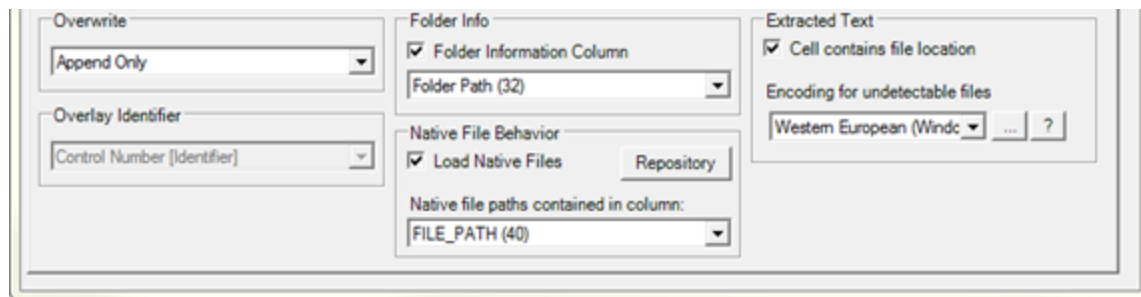 Overwrite
Append Only
Overlay Identifier
Control Number [Identifier]
Folder Info
Folder Information Column
Folder Path (32)
Native File Behavior
Load Native Files
Repository
Native file paths contained in column:
FILE_PATH (40)
Extracted Text
Cell contains file location
Encoding for undetectable files
Western European (Windc
... ?